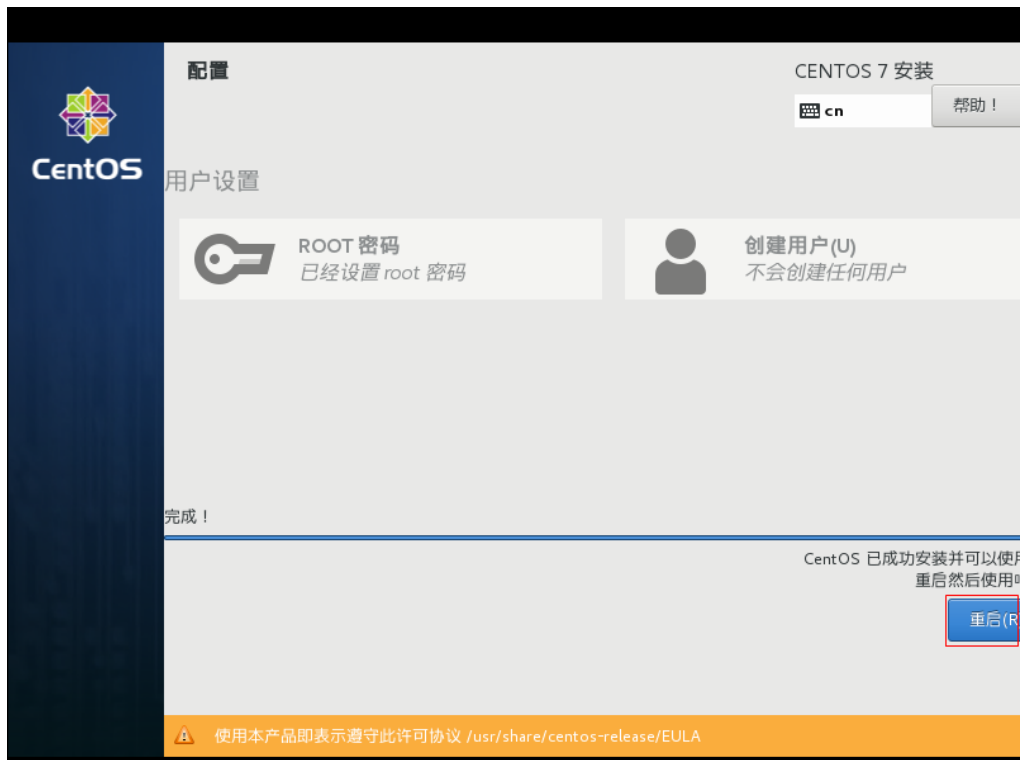 配置
CENTOS 7 安装
cn
帮助！
CentOS
用户设置
ROOT 密码
已经设置 root 密码
创建用户(U)
不会创建任何用户
完成！
CentOS 已成功安装并可以使
重启然后使用
重启(R
使用本产品即表示遵守此许可协议 /usr/share/centos-release/EULA